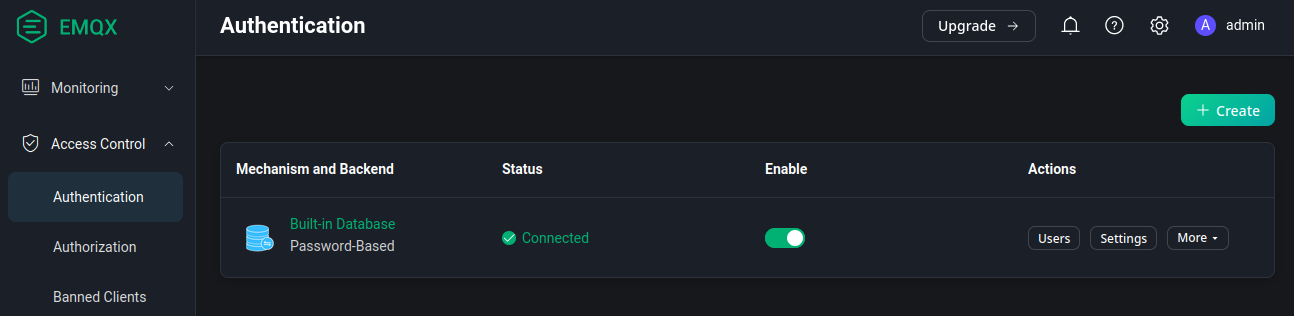 EMQX
Authentication
Upgrade →
A admin
Monitoring
Access Control
Authentication
Authorization
Banned Clients
+ Create
Mechanism and Backend Status Enable Actions
Built-in Database
Password-Based
Connected
Users Settings More